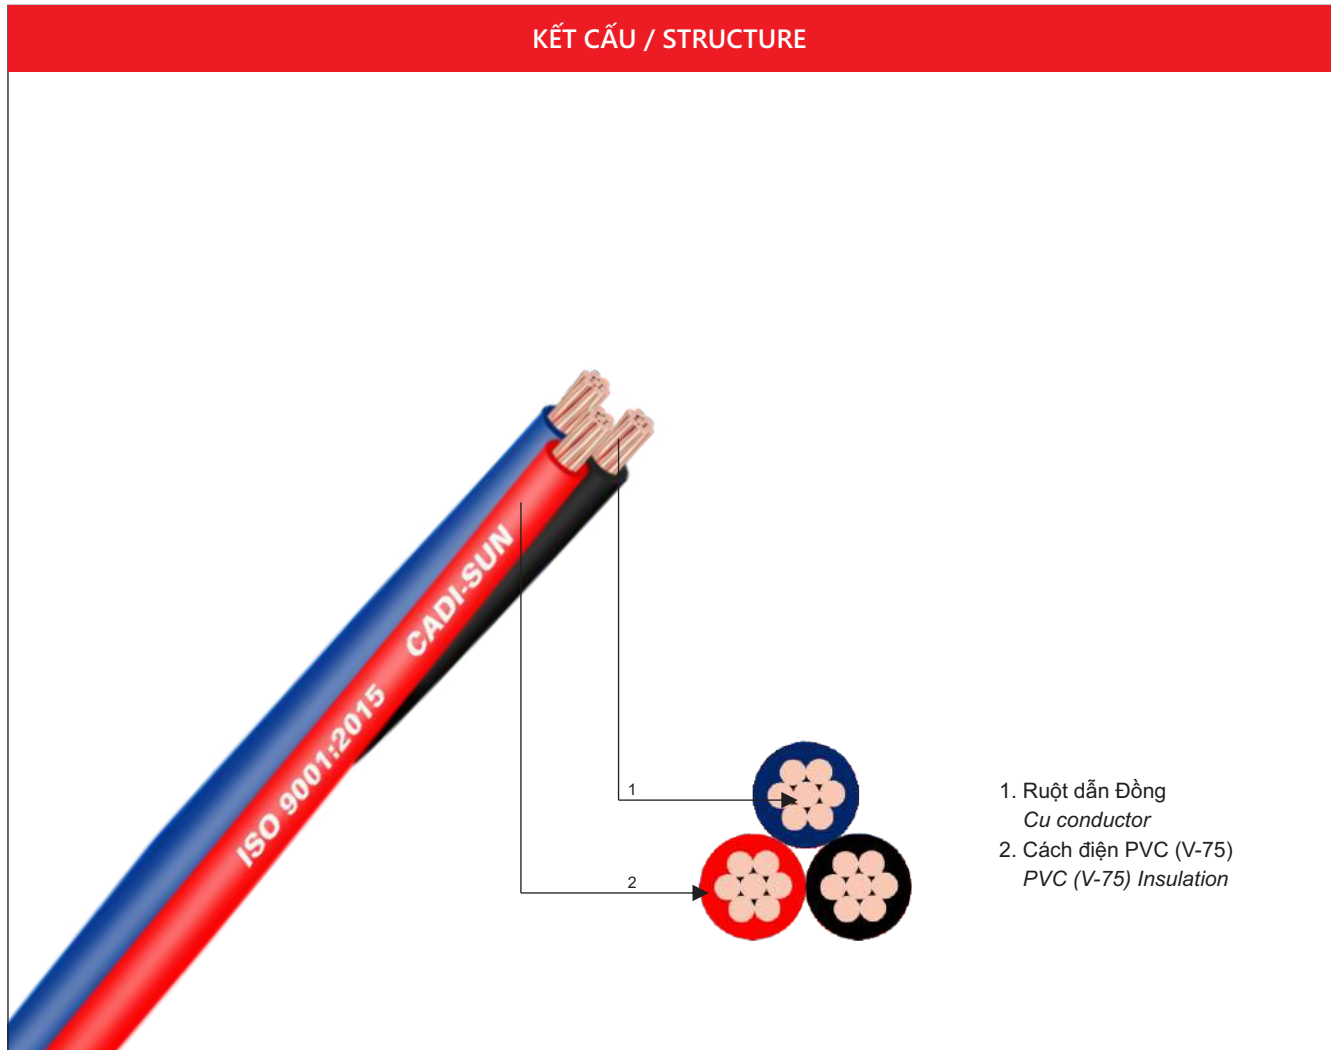 KẾT CẤU / STRUCTURE
CADI-SUN
ISO 9001:2015
1
2
1. Ruột dẫn Đồng
Cu conductor
2. Cách điện PVC (V-75)
PVC (V-75) Insulation